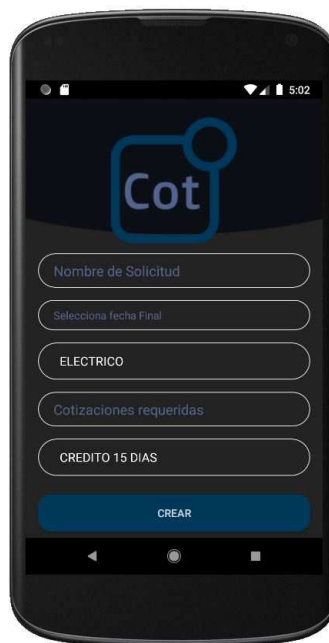 5:02
Cot
Nombre de Solicitud
Selecciona fecha Final
ELECTRICO
Cotizaciones requeridas
CREDITO 15 DIAS
CREAR